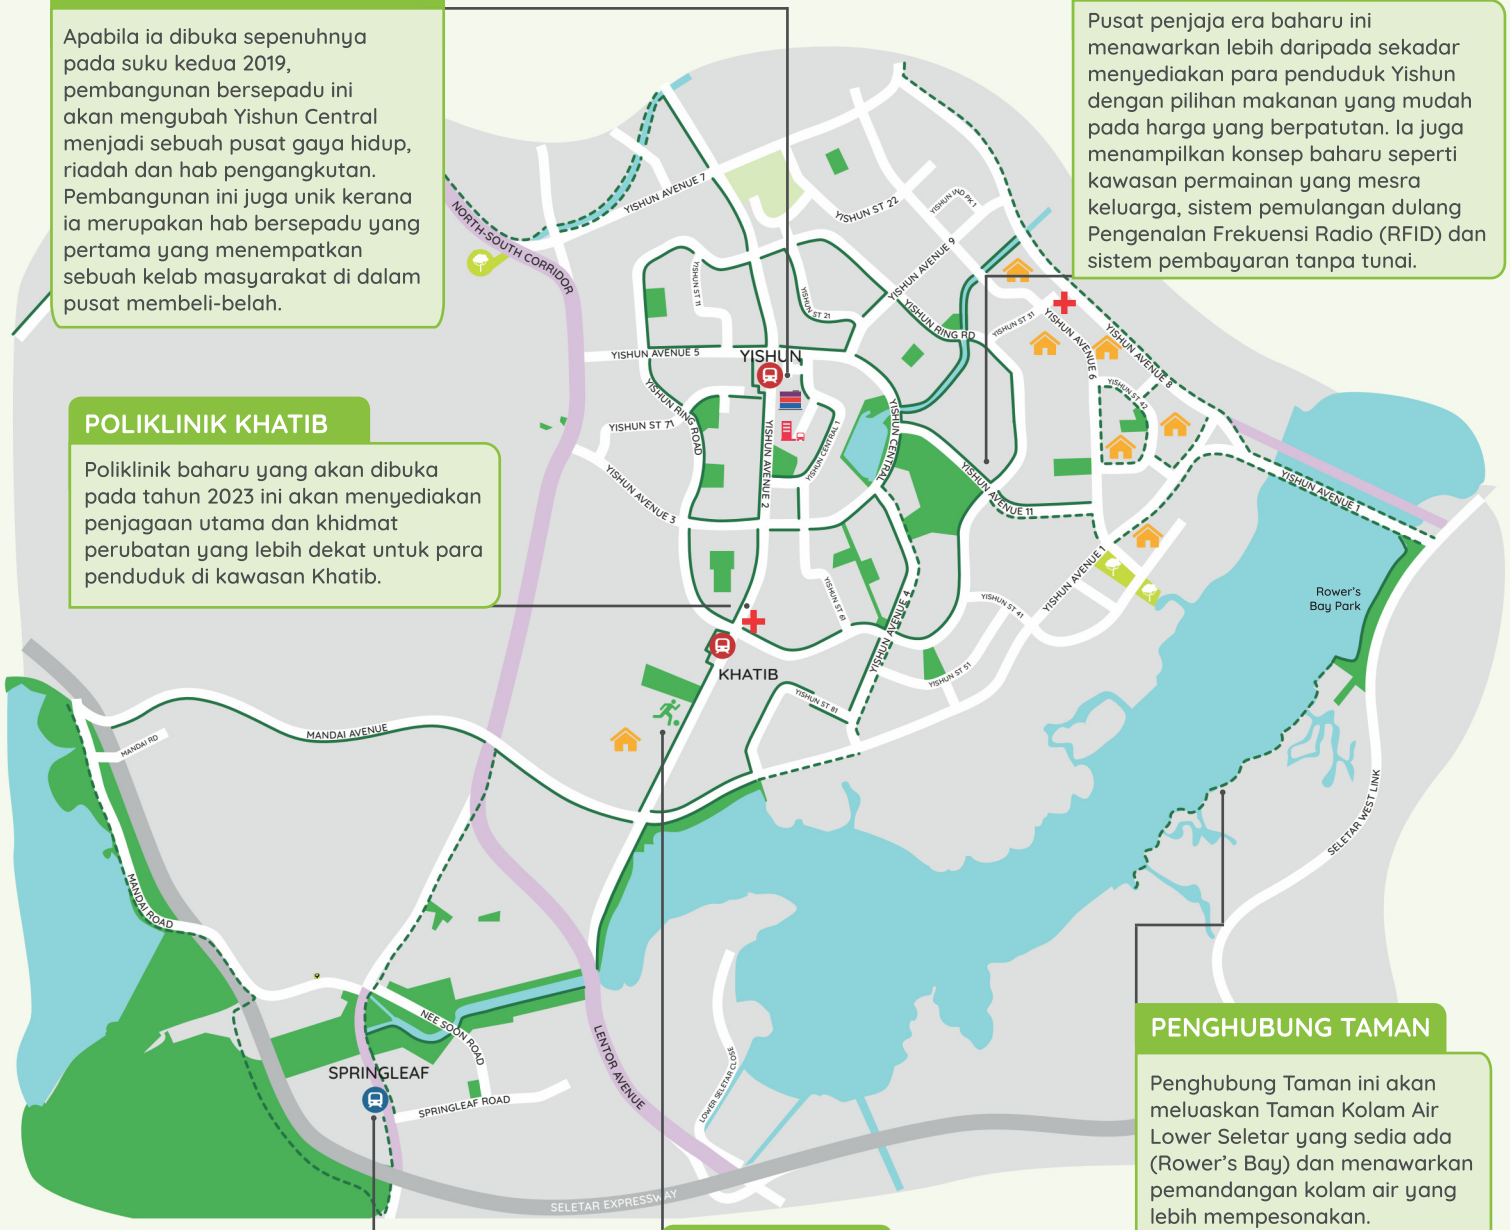 Apabila ia dibuka sepenuhnya
pada suku kedua 2019,
pembangunan bersepadu ini
akan mengubah Yishun Central
menjadi sebuah pusat gaya hidup,
riadah dan hab pengangkutan.
Pembangunan ini juga unik kerana
ia merupakan hab bersepadu yang
pertama yang menempatkan
sebuah kelab masyarakat di dalam
pusat membeli-belah.
Pusat penjaja era baharu ini
menawarkan lebih daripada sekadar
menyediakan para penduduk Yishun
dengan pilihan makanan yang mudah
pada harga yang berpatutan. Ia juga
menampilkan konsep baharu seperti
kawasan permainan yang mesra
keluarga, sistem pemulangan dulang
Pengenalan Frekuensi Radio (RFID) dan
sistem pembayaran tanpa tunai.
YISHUN AVENUE 7
YISHUN ST 22
YISHUN IND PK 1
NORTH-SOUTH CORRIDOR
YISHUN AVENUE 9
YISHUN ST 11
YISHUN ST 21
YISHUN RING RD
YISHUN ST 31
YISHUN AVENUE 6
YISHUN AVENUE 8
YISHUN AVENUE 5
YISHUN
YISHUN RING ROAD
YISHUN ST 42
YISHUN ST 71
YISHUN AVENUE 2
YISHUN CENTRAL 1
YISHUN CENTRAL
YISHUN AVENUE 3
YISHUN AVENUE 11
YISHUN AVENUE 1
POLIKLINIK KHATIB
Poliklinik baharu yang akan dibuka
pada tahun 2023 ini akan menyediakan
penjagaan utama dan khidmat
perubatan yang lebih dekat untuk para
penduduk di kawasan Khatib.
YISHUN ST 61
YISHUN AVENUE 4
YISHUN ST 41
YISHUN AVENUE 1
Rower's
Bay Park
KHATIB
YISHUN ST 51
YISHUN ST 81
MANDAI AVENUE
MANDAI RD
SELETAR WEST LINK
MANDAI ROAD
NEE SOON ROAD
SPRINGLEAF
SPRINGLEAF ROAD
LENTOR AVENUE
LOWER SELETAR CLOSE
SELETAR EXPRESSWAY
PENGHUBUNG TAMAN
Penghubung Taman ini akan
meluaskan Taman Kolam Air
Lower Seletar yang sedia ada
(Rower's Bay) dan menawarkan
pemandangan kolam air yang
lebih mempesonakan.